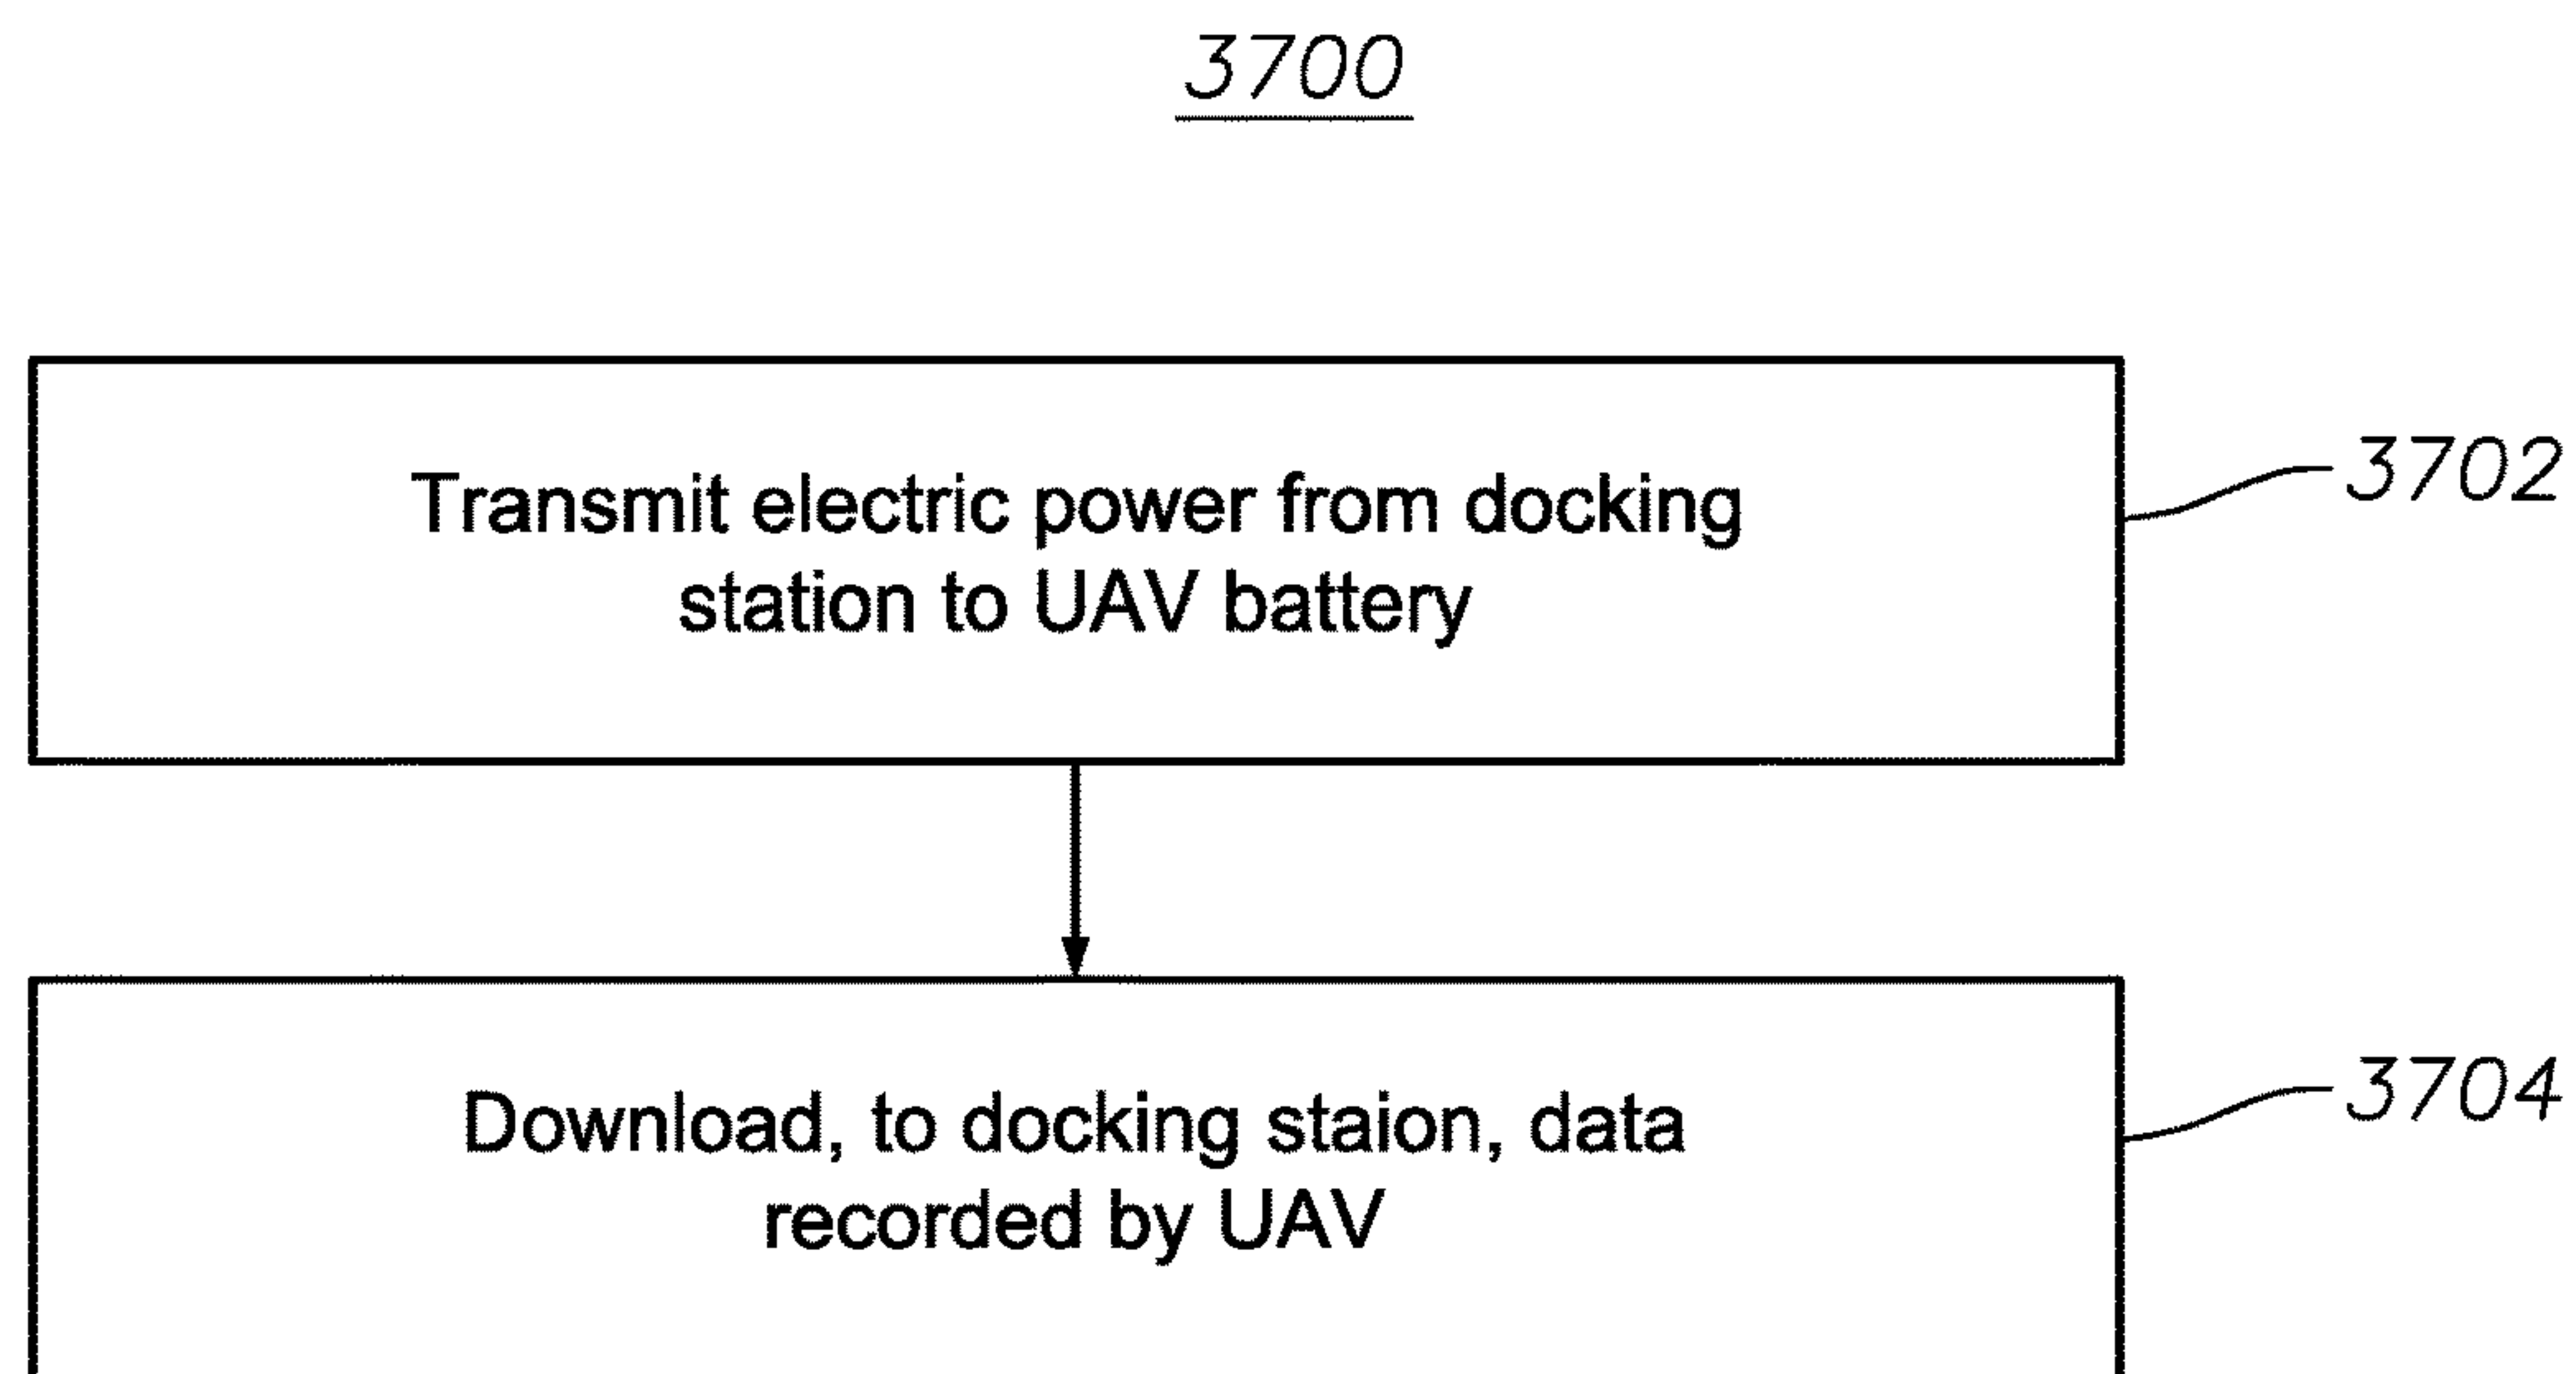 3700
Transmit electric power from docking
station to UAV battery
3702
Download, to docking staion, data
recorded by UAV
3704